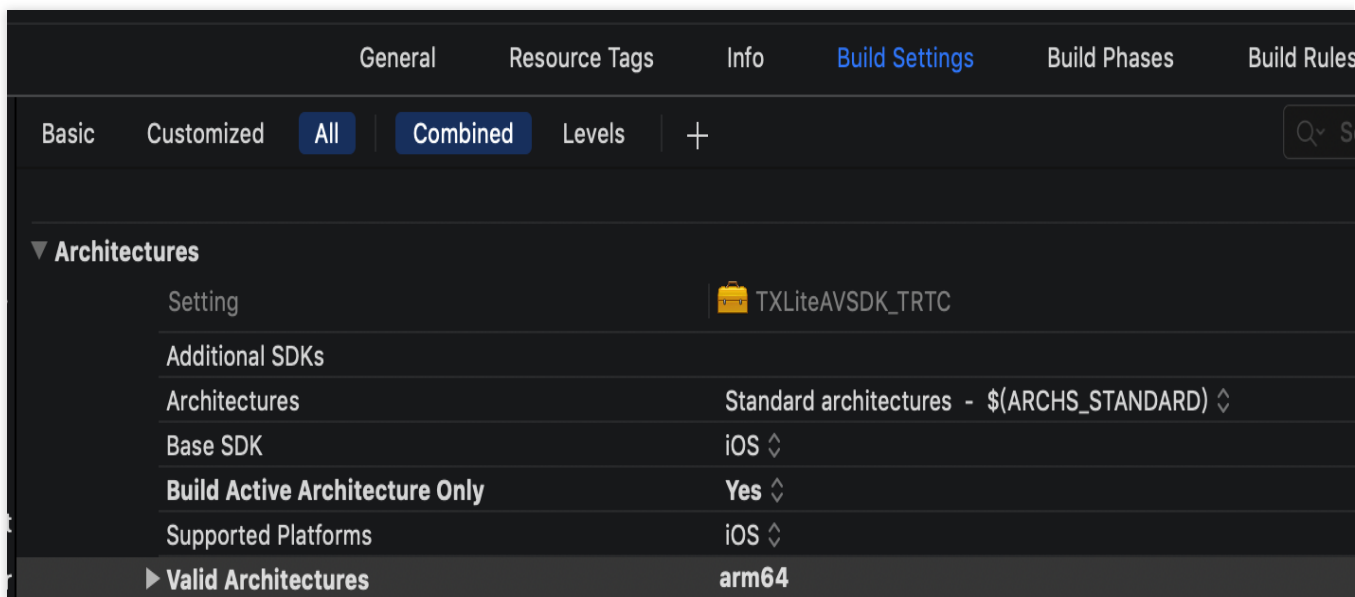 General Resource Tags Info Build Settings Build Phases Build Rules
Basic Customized All Combined Levels +
Architectures
Setting TXLiteAVSDK_TRTC
Additional SDKs
Architectures Standard architectures - $(ARCHS_STANDARD)
Base SDK iOS
Build Active Architecture Only Yes
Supported Platforms iOS
Valid Architectures arm64